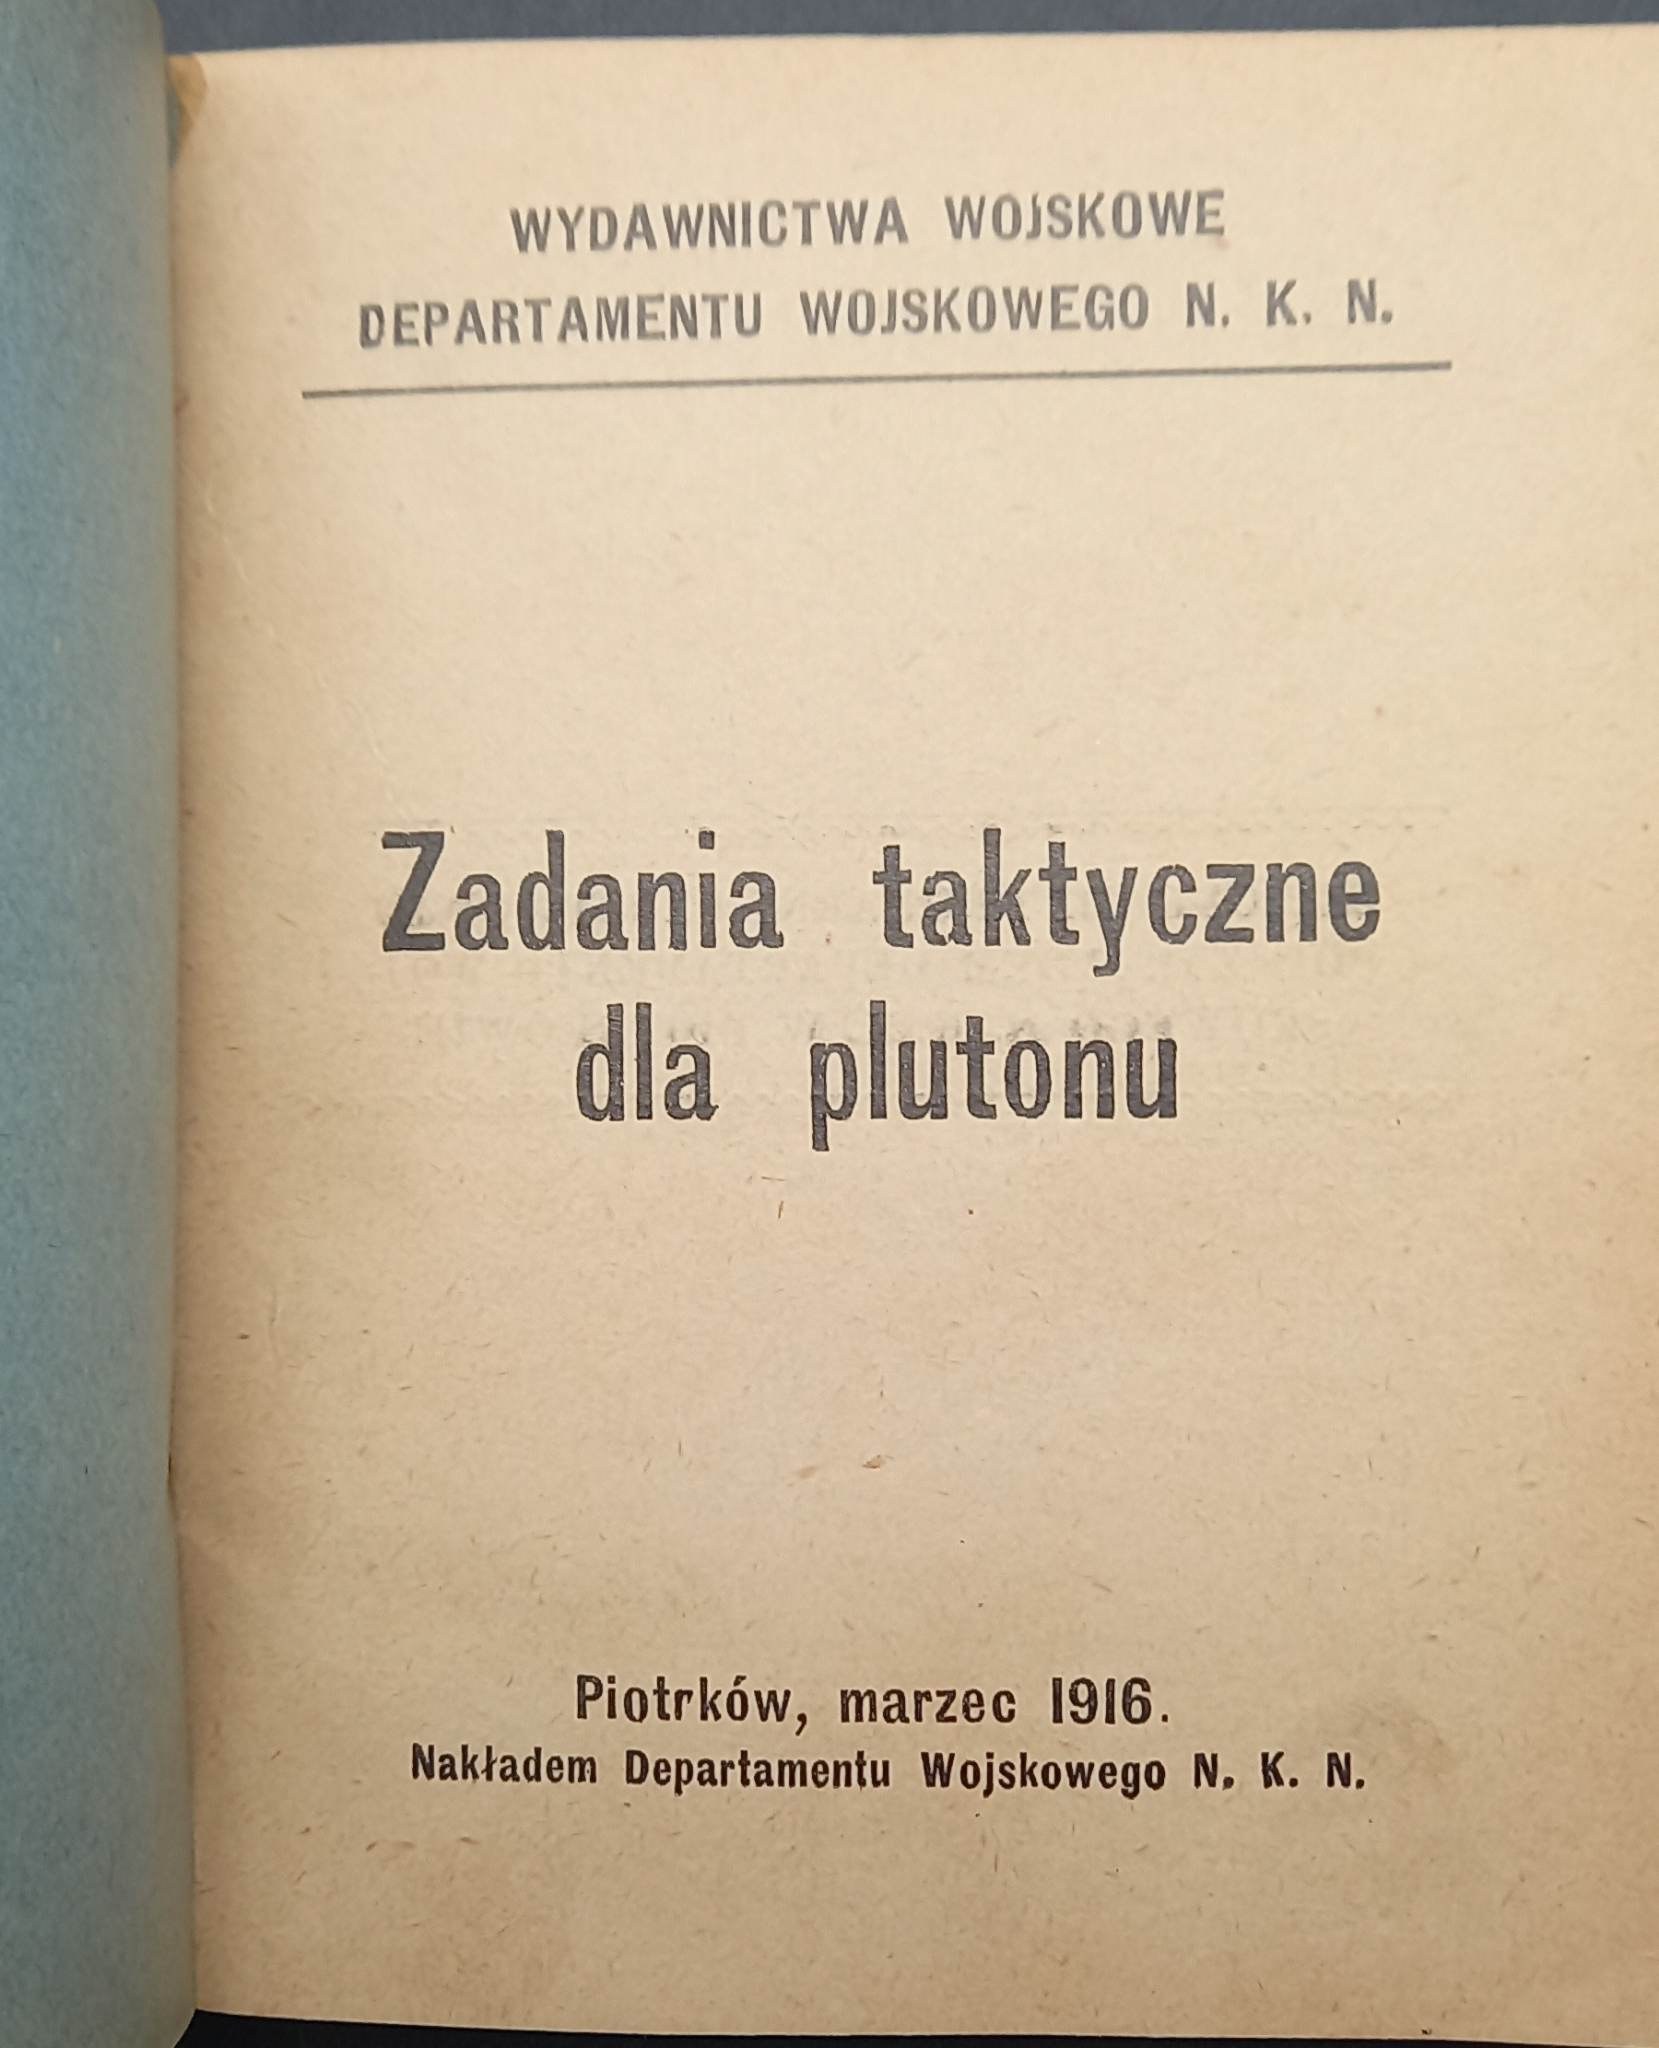 WYDAWNICTWA WOJSKOWE
DEPARTAMENTU WOJSKOWEGO N. K. N.
Zadania taktyczne
dla plutonu
Piotrków, marzec 1916.
Nakładem Departamentu Wojskowego N. K. N.